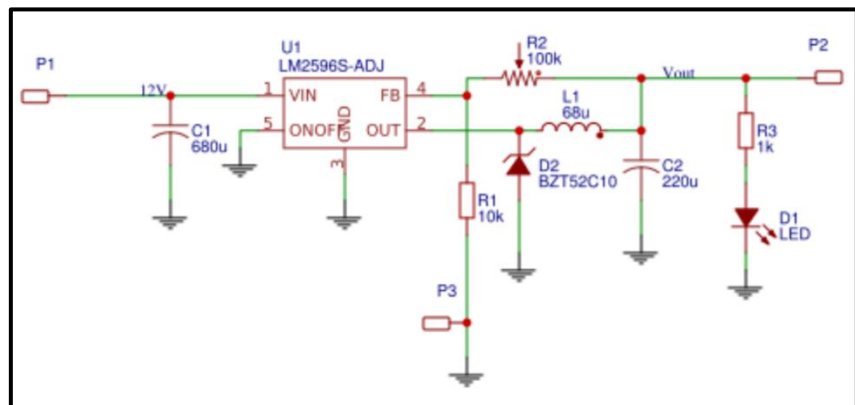 P1
12V
C1
680u
U1
LM2596S-ADJ
1
VIN
FB
4
5
ONOFF
GND
OUT
2
3
R2
100k
Vout
P2
L1
68u
D2
BZT52C10
C2
220u
R3
1k
D1
LED
R1
10k
P3